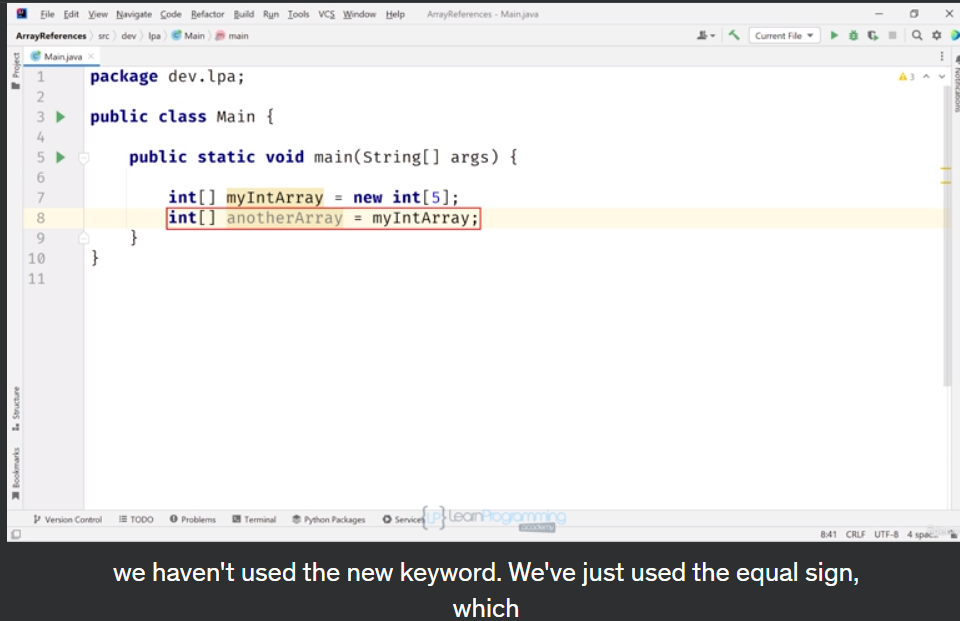 File Edit View Navigate Code Refactor Build Run Tools VCS Window Help ArrayReferences - Main.java
ArrayReferences src dev lpa Main main Current File
Project Main.java
1 package dev.lpa;
3
2
3 public class Main {
4
5 public static void main(String[] args) {
6
7 int[] myIntArray = new int[5];
8 int[] anotherArray = myIntArray;
9 }
10 }
11
Notifications
Structure
Bookmarks
Version Control TODO Problems Terminal Python Packages Services
{LP} LearnProgramming
academy
8:41 CRLF UTF-8 4
we haven't used the new keyword. We've just used the equal sign,
which